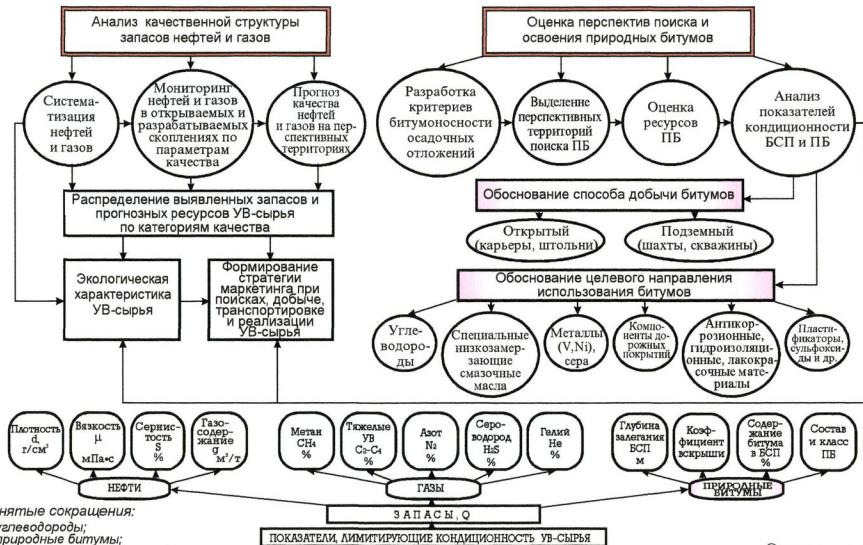 Анализ качественной структуры
запасов нефтей и газов
Система-
тизация
нефтей
и газов
Мониторинг
нефтей и газов
в открываемых и
разрабатываемых
скоплениях по
параметрам
качества
Прогноз
качества
нефтей
и газов на пер-
спективных
территориях
Распределение выявленных запасов и
прогнозных ресурсов УВ-сырья
по категориям качества
Экологическая
характеристика
УВ-сырья
Формирование
стратегии
маркетинга при
поисках, добыче,
транспортировке
и реализации
УВ-сырья
Оценка перспектив поиска и
освоения природных битумов
Разработка
критериев
битумоносности
осадочных
отложений
Выделение
перспективных
территорий
поиска ПБ
Оценка
ресурсов
ПБ
Анализ
показателей
кондиционности
БСП и ПБ
Обоснование способа добычи битумов
Открытый
(карьеры, штольни)
Подземный
(шахты, скважины)
Обоснование целевого направления
использования битумов
Угле-
водоро-
ды
Специальные
низкозамер-
зающие
смазочные
масла
Металлы
(V,Ni),
сера
Компо-
ненты до-
рожных
покрытий
Антикор-
розионные,
гидроизоляци-
онные, лакокра-
сочные мате-
риалы
Пласти-
фикаторы,
сульфокси-
ды и др.
Плотность
d,
г/см³
Вязкость
μ
мПа•с
Сернис-
тость
S
%
Газо-
содер-
жание
g
м³/т
НЕФТИ
Метан
CH₄
%
Тяжелые
УВ
C₂-C₄
%
Азот
N₂
%
Серо-
водород
H₂S
%
Гелий
He
%
ГАЗЫ
Глубина
залегания
БСП
м
Коэф-
фициент
вскрыши
Содер-
жание
битума
в БСП
%
Состав
и класс
ПБ
ПРИРОДНЫЕ
БИТУМЫ
ЗАПАСЫ, Q
ПОКАЗАТЕЛИ, ЛИМИТИРУЮЩИЕ КОНДИЦИОННОСТЬ УВ-СЫРЬЯ
нятые сокращения:
углеводороды;
природные битумы;